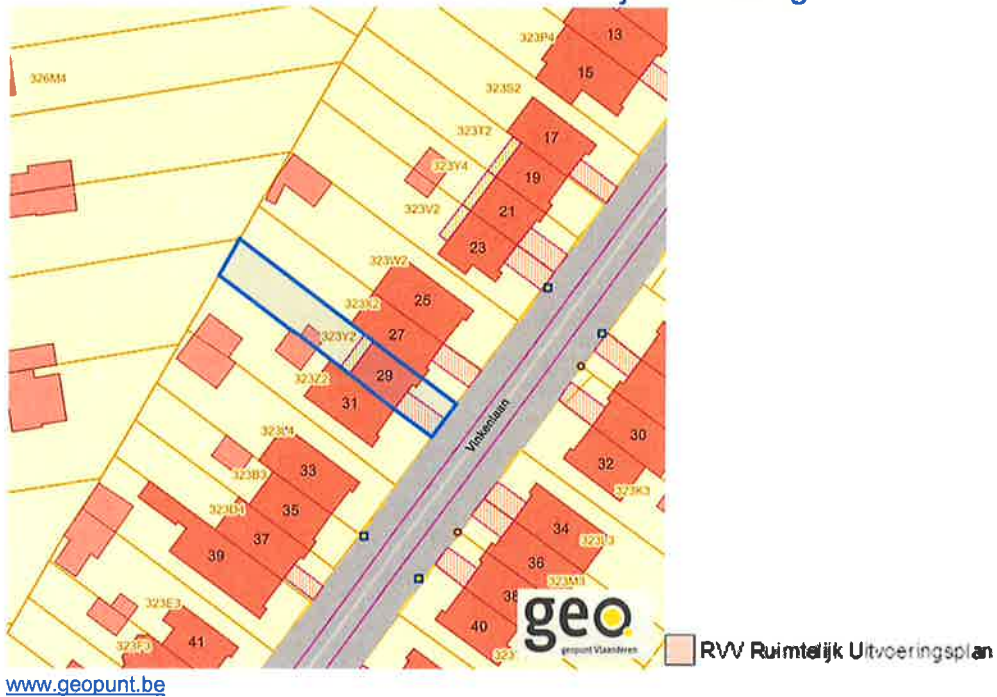 13
323P4
15
326M4
323S2
17
323T2
323Y4
19
323V2
21
23
323W2
25
323X2
27
323Y2
29
323Z2
31
Vinkenlaan
30
32
323K3
33
323B3
35
323D4
37
39
34
36
323M3
38
40
323E3
41
geo
geopunt Vlaanderen
RVV Ruimtelijk Uitvoeringsplan
www.geopunt.be